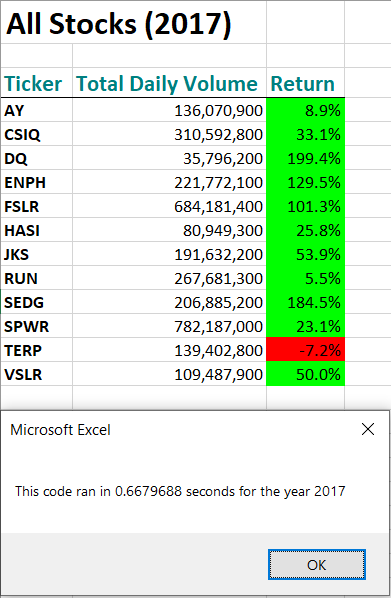 All Stocks (2017)
Ticker Total Daily Volume Return
AY 136,070,900 8.9%
CSIQ 310,592,800 33.1%
DQ 35,796,200 199.4%
ENPH 221,772,100 129.5%
FSLR 684,181,400 101.3%
HASI 80,949,300 25.8%
JKS 191,632,200 53.9%
RUN 267,681,300 5.5%
SEDG 206,885,200 184.5%
SPWR 782,187,000 23.1%
TERP 139,402,800 -7.2%
VSLR 109,487,900 50.0%
Microsoft Excel
This code ran in 0.6679688 seconds for the year 2017
OK